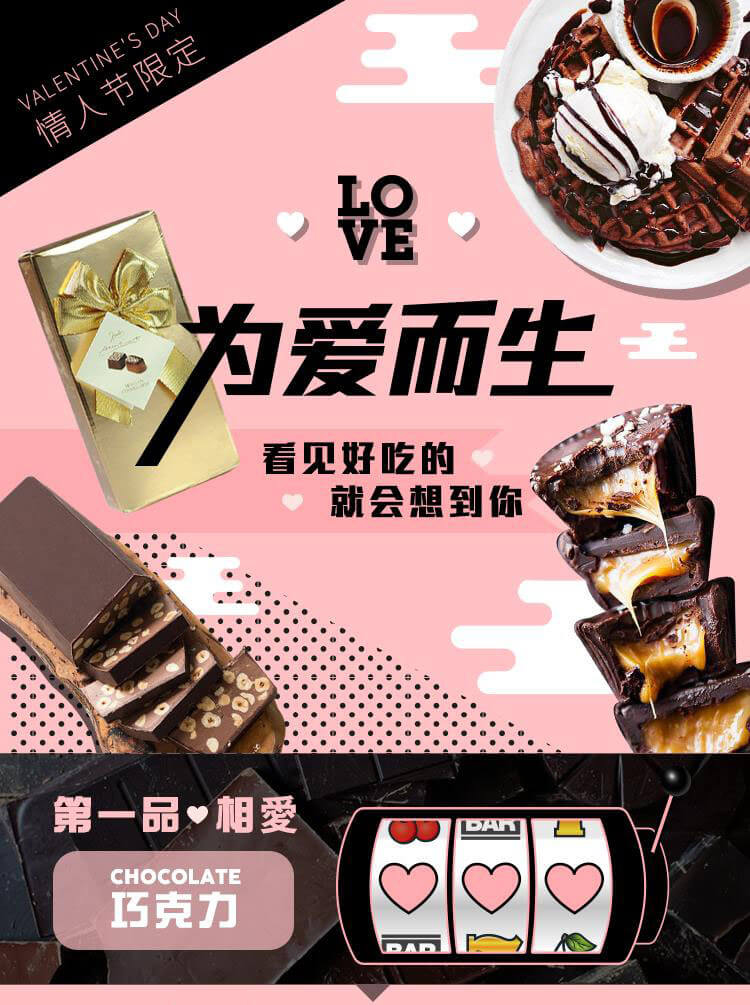 VALENTINE'S DAY
情人节限定
LO
VE
为爱而生
看见好吃的
就会想到你
第一品 相愛
CHOCOLATE
巧克力
BAR
BAR